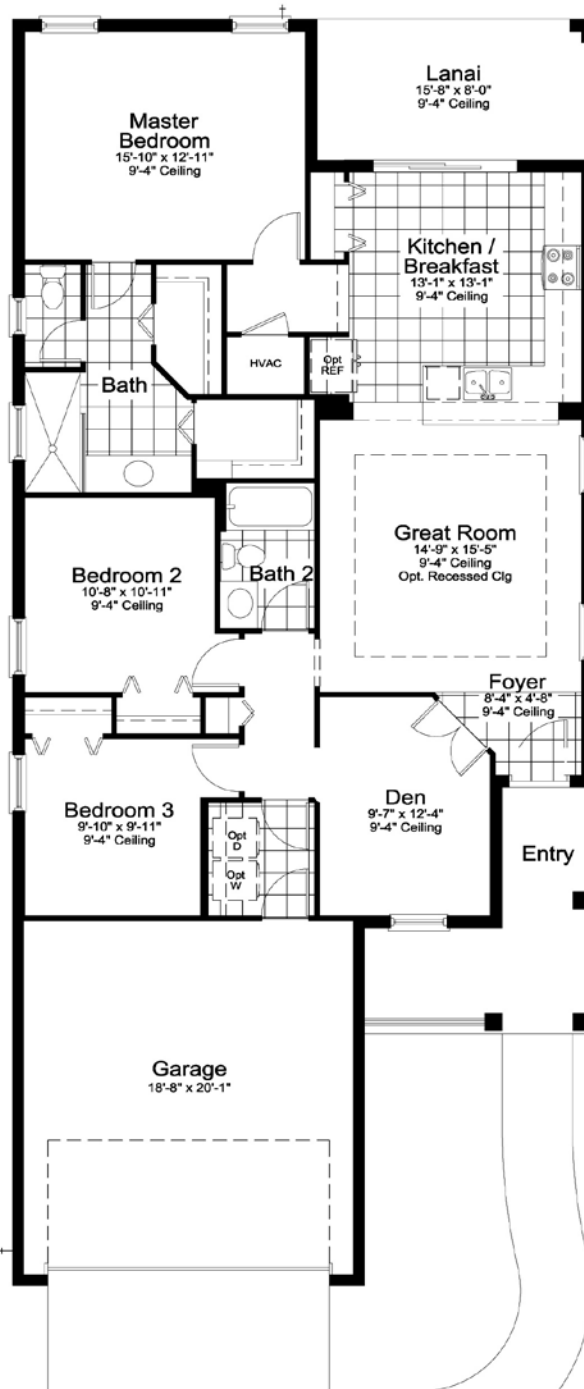 Lanai
15'-8" x 8'-0"
9'-4" Ceiling
Master
Bedroom
15'-10" x 12'-11"
9'-4" Ceiling
Kitchen /
Breakfast
13'-1" x 13'-1"
9'-4" Ceiling
HVAC
Opt
REF
Bath
Great Room
14'-9" x 15'-5"
9'-4" Ceiling
Opt. Recessed Clg
Bedroom 2
10'-8" x 10'-11"
9'-4" Ceiling
Bath 2
Foyer
8'-4" x 4'-8"
9'-4" Ceiling
Den
9'-7" x 12'-4"
9'-4" Ceiling
Bedroom 3
9'-10" x 9'-11"
9'-4" Ceiling
Opt
D
Opt
W
Entry
Garage
18'-8" x 20'-1"